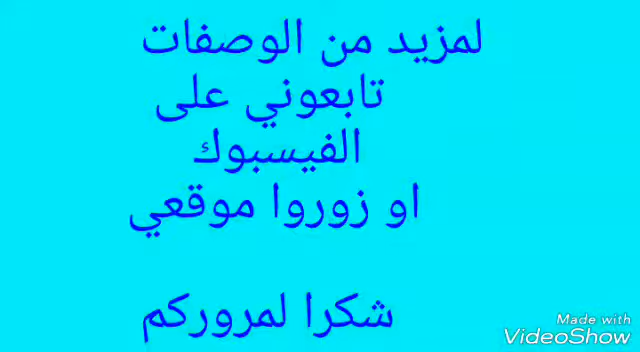 لمزيد من الوصفات
تابعوني على
الفيسبوك
او زوروا موقعي
شكرا لمروركم
Made with
VideoShow